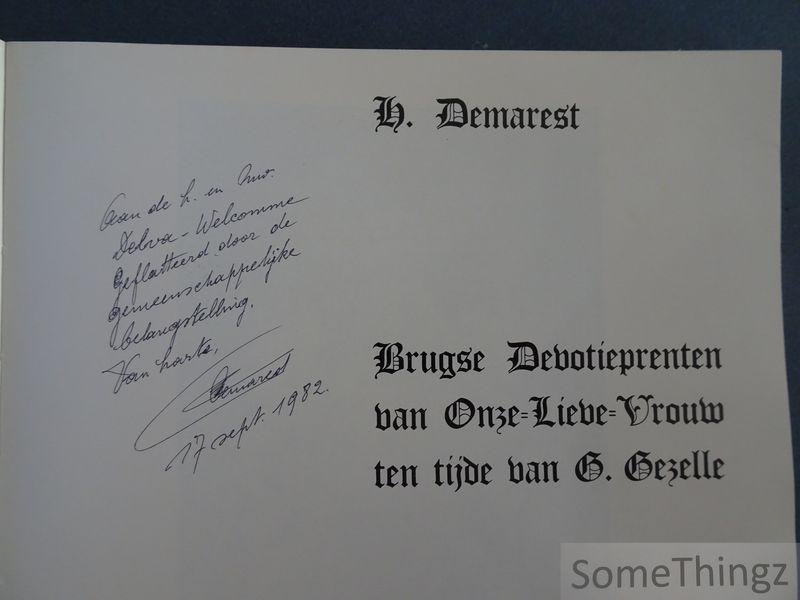 H. Demarest
Aan de h. en Mw.
Debva - Welcomme
Geflatteerd door de
gemeenschappelijke
belangstelling.
Van harte,
Demarest
17 sept. 1982.
Brugse Devotieprenten
van Onze-Lieve-Vrouw
ten tijde van G. Gezelle
SomeThingz